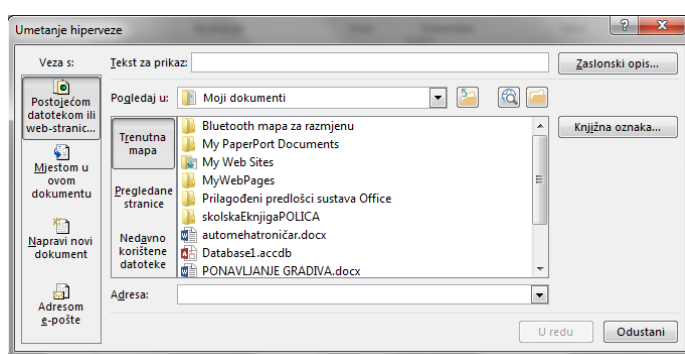 Umetanje hiperveze
Veza s:
Tekst za prikaz:
Zaslonski opis...
Postojećom
datotekom ili
web-stranic...
Pogledaj u:
Moji dokumenti
Knjižna oznaka...
Trenutna
mapa
Bluetooth mapa za razmjenu
My PaperPort Documents
My Web Sites
MyWebPages
Prilagođeni predlošci sustava Office
skolskaEknjigaPOLICA
automehatroničar.docx
Database1.accdb
PONAVLJANJE GRADIVA.docx
Mjestom u
ovom
dokumentu
Pregledane
stranice
Napravi novi
dokument
Nedavno
korištene
datoteke
Adresom
e-pošte
Adresa:
U redu
Odustani